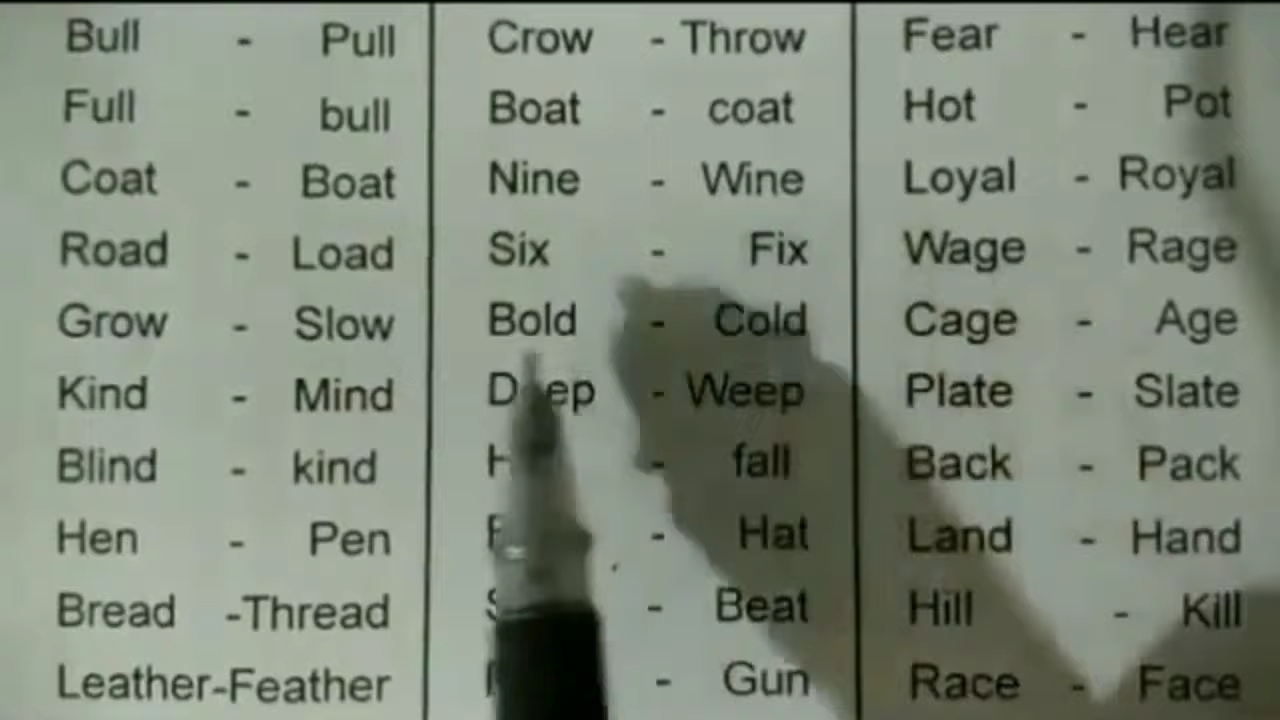 Bull - Pull
Full - bull
Coat - Boat
Road - Load
Grow - Slow
Kind - Mind
Blind - kind
Hen - Pen
Bread -Thread
Leather-Feather
Crow - Throw
Boat - coat
Nine - Wine
Six - Fix
Bold - Cold
- Weep
- fall
- Hat
- Beat
- Gun
Fear - Hear
Hot - Pot
Loyal - Royal
Wage - Rage
Cage - Age
Plate - Slate
Back - Pack
Land - Hand
Hill - Kill
Race - Face